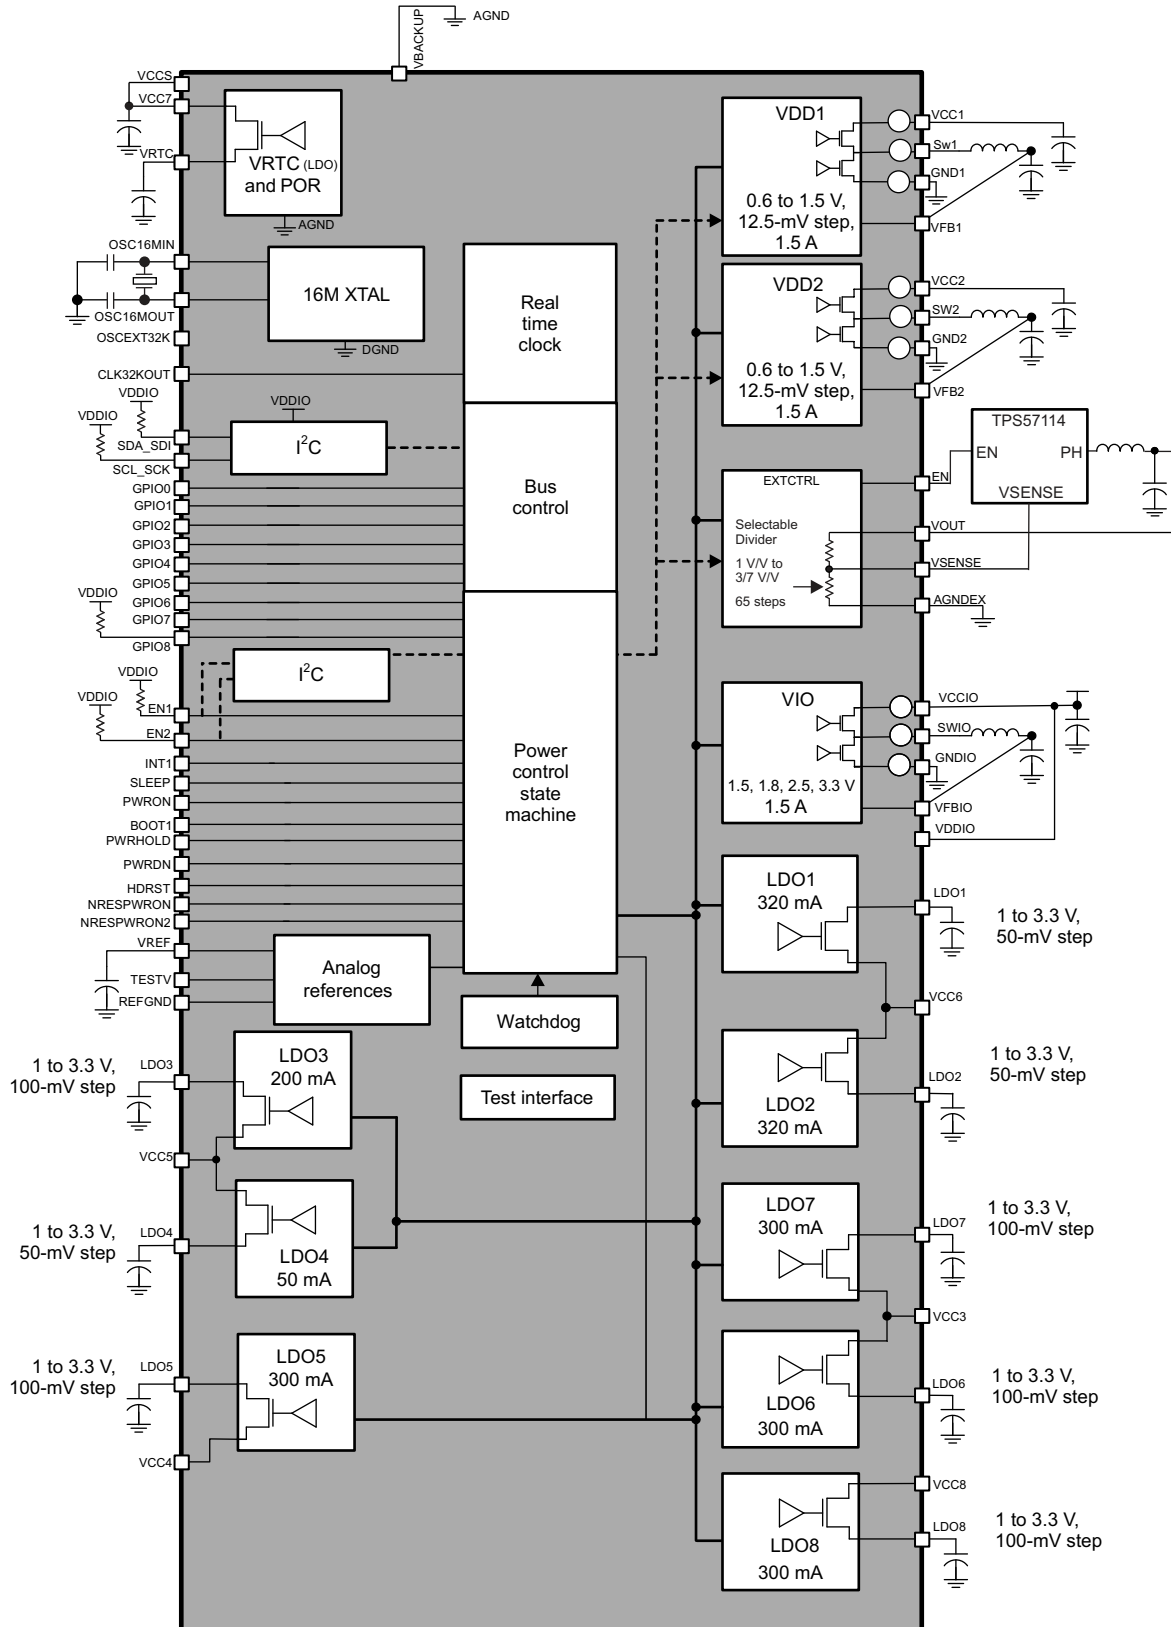 VBACKUP
AGND
VCCS
VCC7
VRTC
VRTC (LDO)
and POR
AGND
OSC16MIN
OSC16MOUT
16M XTAL
DGND
OSCEXT32K
CLK32KOUT
VDDIO
VDDIO
VDDIO
SDA_SDI
SCL_SCK
I2C
GPIO0
GPIO1
GPIO2
GPIO3
GPIO4
GPIO5
GPIO6
GPIO7
GPIO8
VDDIO
I2C
VDDIO
VDDIO
EN1
EN2
INT1
SLEEP
PWRON
BOOT1
PWRHOLD
PWRDN
HDRST
NRESPWRON
NRESPWRON2
VREF
TESTV
REFGND
Analog
references
Real
time
clock
Bus
control
Power
control
state
machine
Watchdog
Test interface
1 to 3.3 V,
100-mV step
LDO3
LDO3
200 mA
VCC5
1 to 3.3 V,
50-mV step
LDO4
LDO4
50 mA
1 to 3.3 V,
100-mV step
LDO5
LDO5
300 mA
VCC4
VDD1
0.6 to 1.5 V,
12.5-mV step,
1.5 A
VCC1
Sw1
GND1
VFB1
VDD2
0.6 to 1.5 V,
12.5-mV step,
1.5 A
VCC2
SW2
GND2
VFB2
EXTCTRL
Selectable
Divider
1 V/V to
3/7 V/V
65 steps
EN
VOUT
VSENSE
AGNDEX
TPS57114
EN
PH
VSENSE
VIO
1.5, 1.8, 2.5, 3.3 V
1.5 A
VCCIO
SWIO
GNDIO
VFBIO
VDDIO
LDO1
320 mA
LDO1
1 to 3.3 V,
50-mV step
VCC6
LDO2
320 mA
LDO2
1 to 3.3 V,
50-mV step
LDO7
300 mA
LDO7
1 to 3.3 V,
100-mV step
VCC3
LDO6
300 mA
LDO6
1 to 3.3 V,
100-mV step
VCC8
LDO8
300 mA
LDO8
1 to 3.3 V,
100-mV step